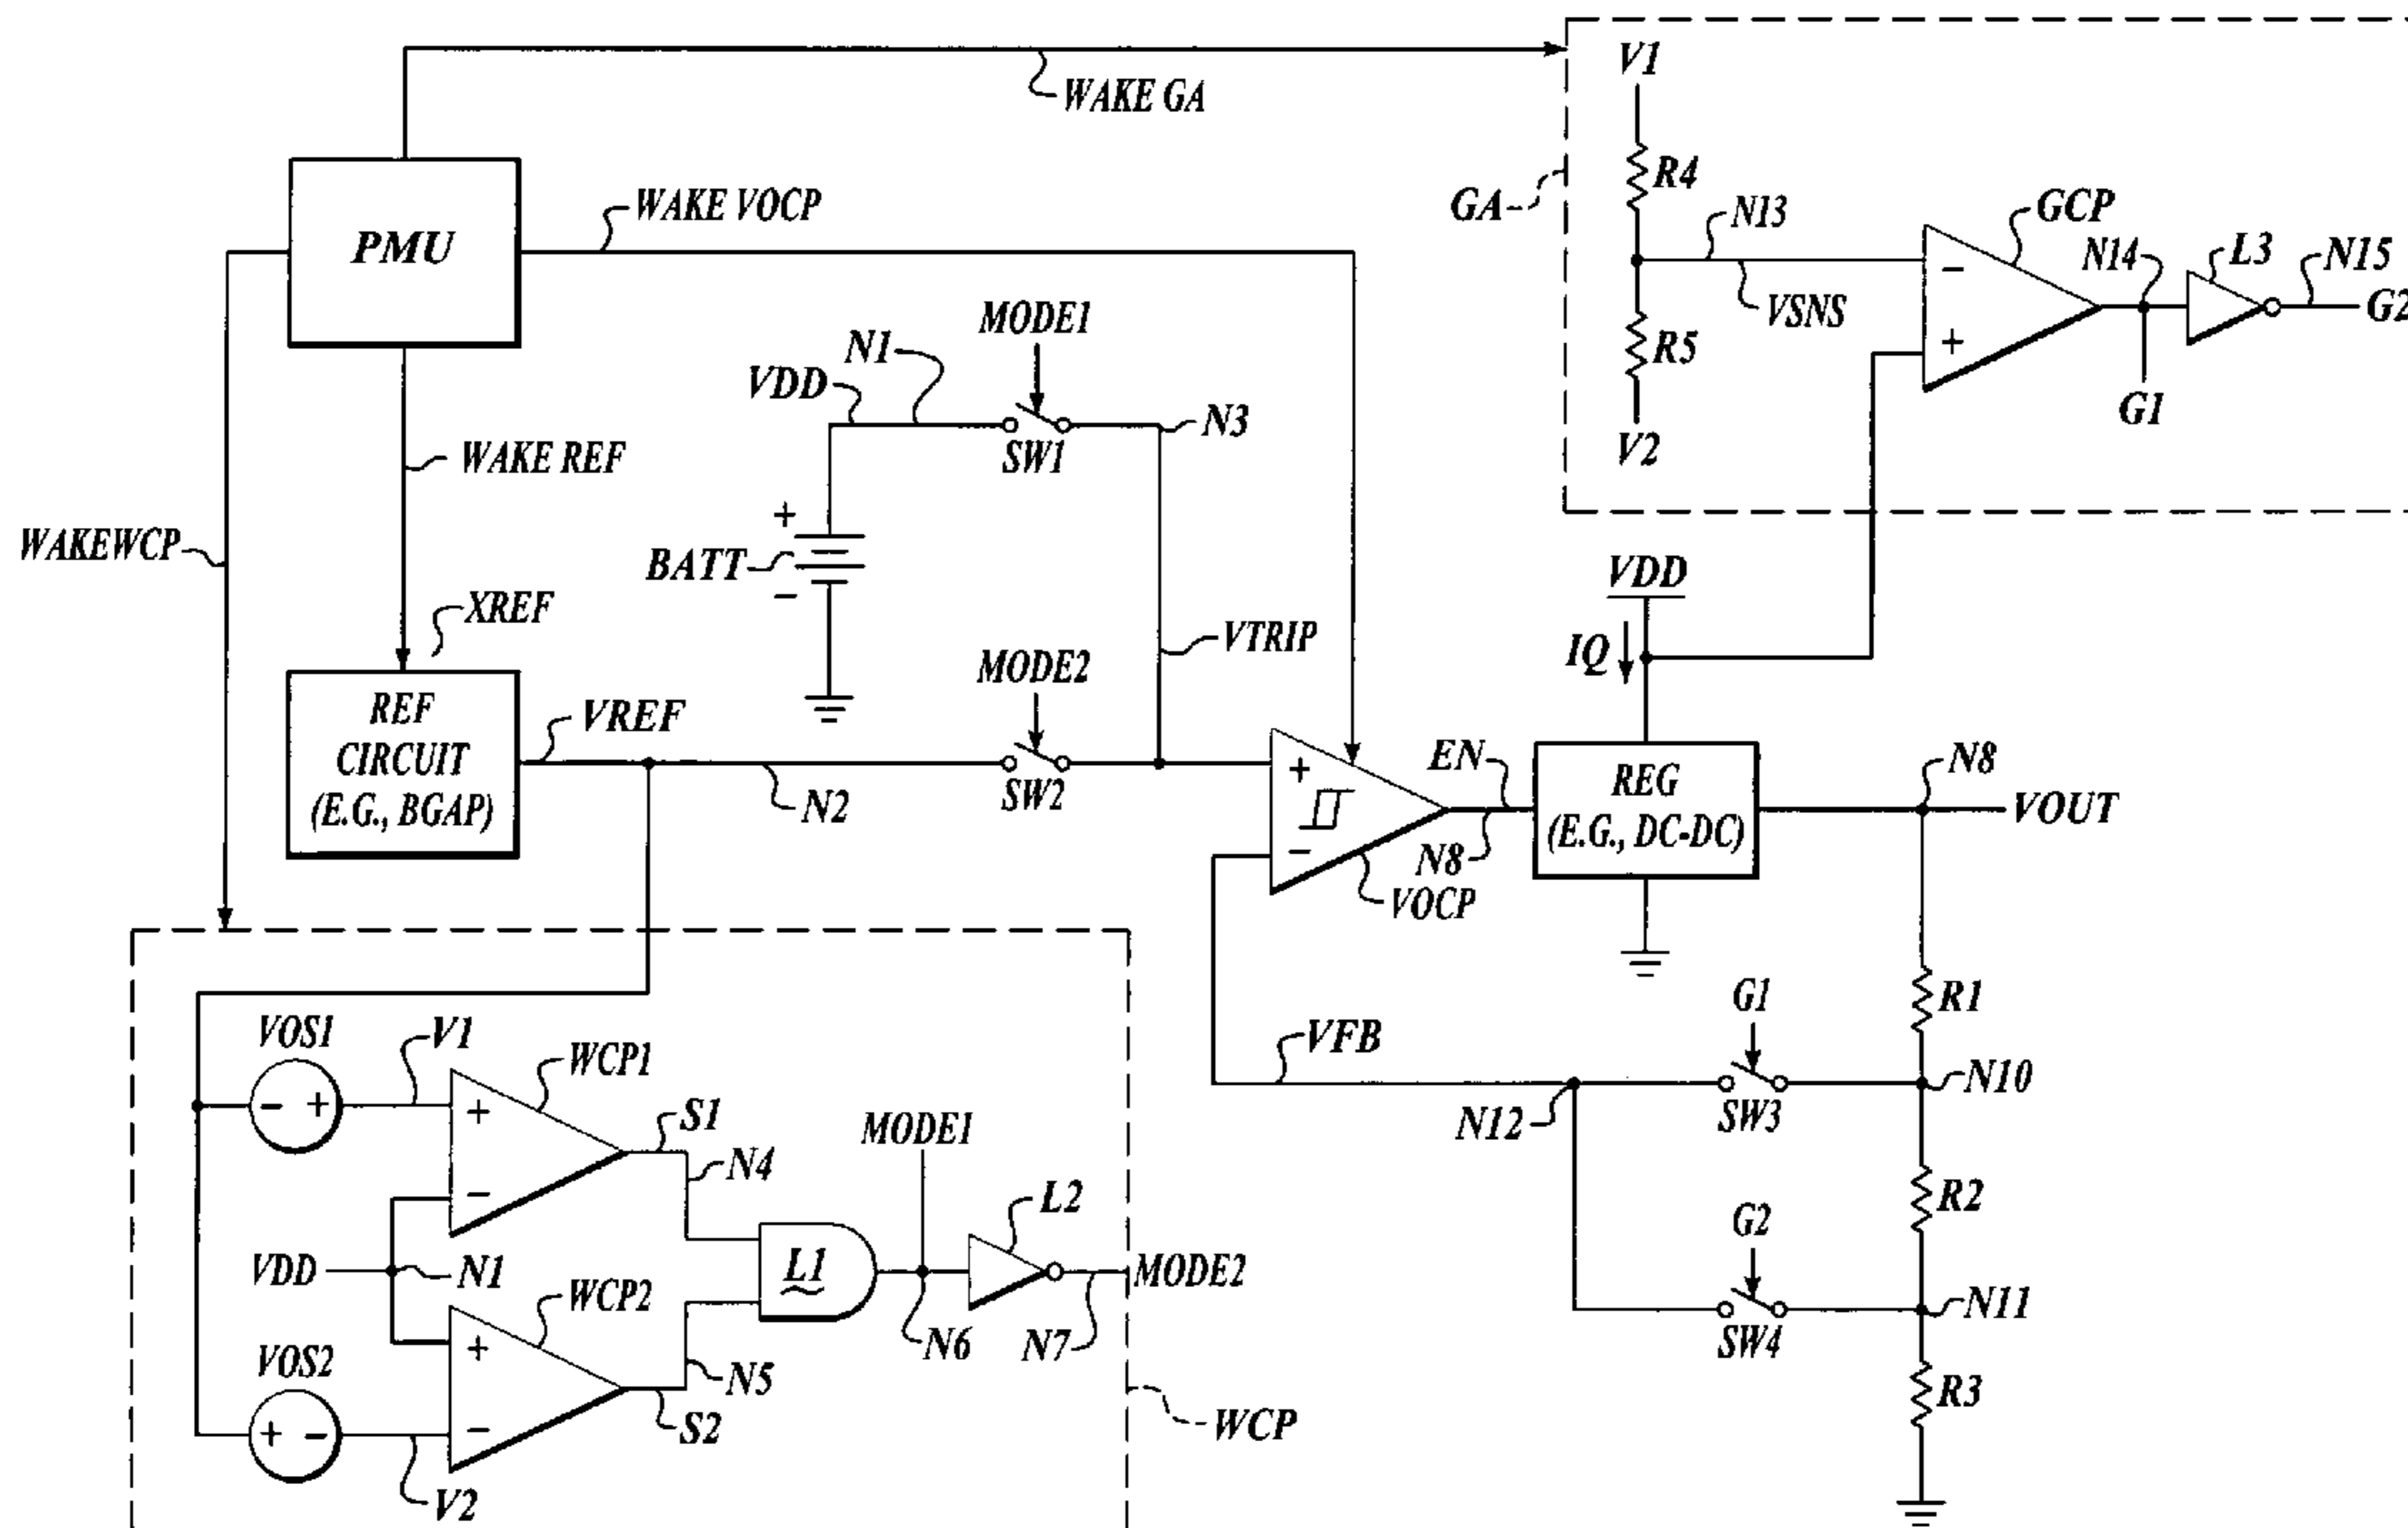 V1
WAKE GA
R4
PMU
WAKE VOCP
GA
N13
GCP
N14
L3
N15
G2
VSNS
R5
G1
V2
MODE1
N1
VDD
N3
SW1
WAKE REF
WAKEWCP
+
BATT
-
XREF
VTRIP
VDD
IQ
MODE2
REF
CIRCUIT
(E.G., BGAP)
VREF
N2
SW2
+
-
EN
N8
VOCP
REG
(E.G., DC-DC)
N8
VOUT
R1
G1
VFB
N10
N12
SW3
R2
G2
N11
SW4
R3
VOS1
V1
WCP1
- +
+
-
S1
N4
MODE1
L2
VDD
N1
WCP2
L1
MODE2
N6
N7
VOS2
+
-
+ -
N5
S2
WCP
V2
-
+